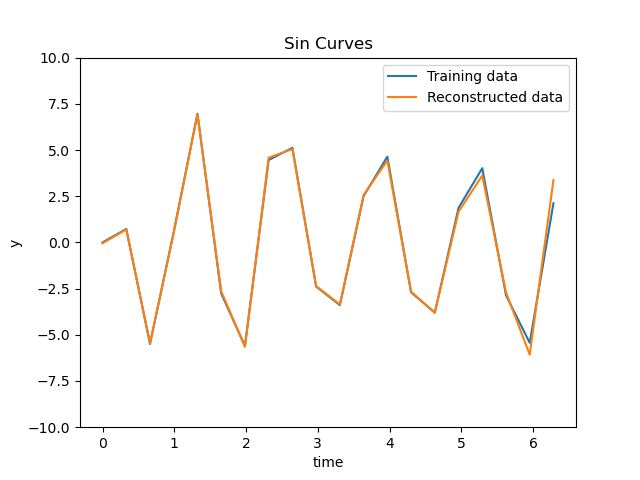 Sin Curves
Training data
Reconstructed data
10.0
7.5
5.0
2.5
0.0
−2.5
−5.0
−7.5
−10.0
y
0 1 2 3 4 5 6
time